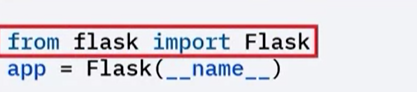 from flask import Flask
app = Flask(__name__)